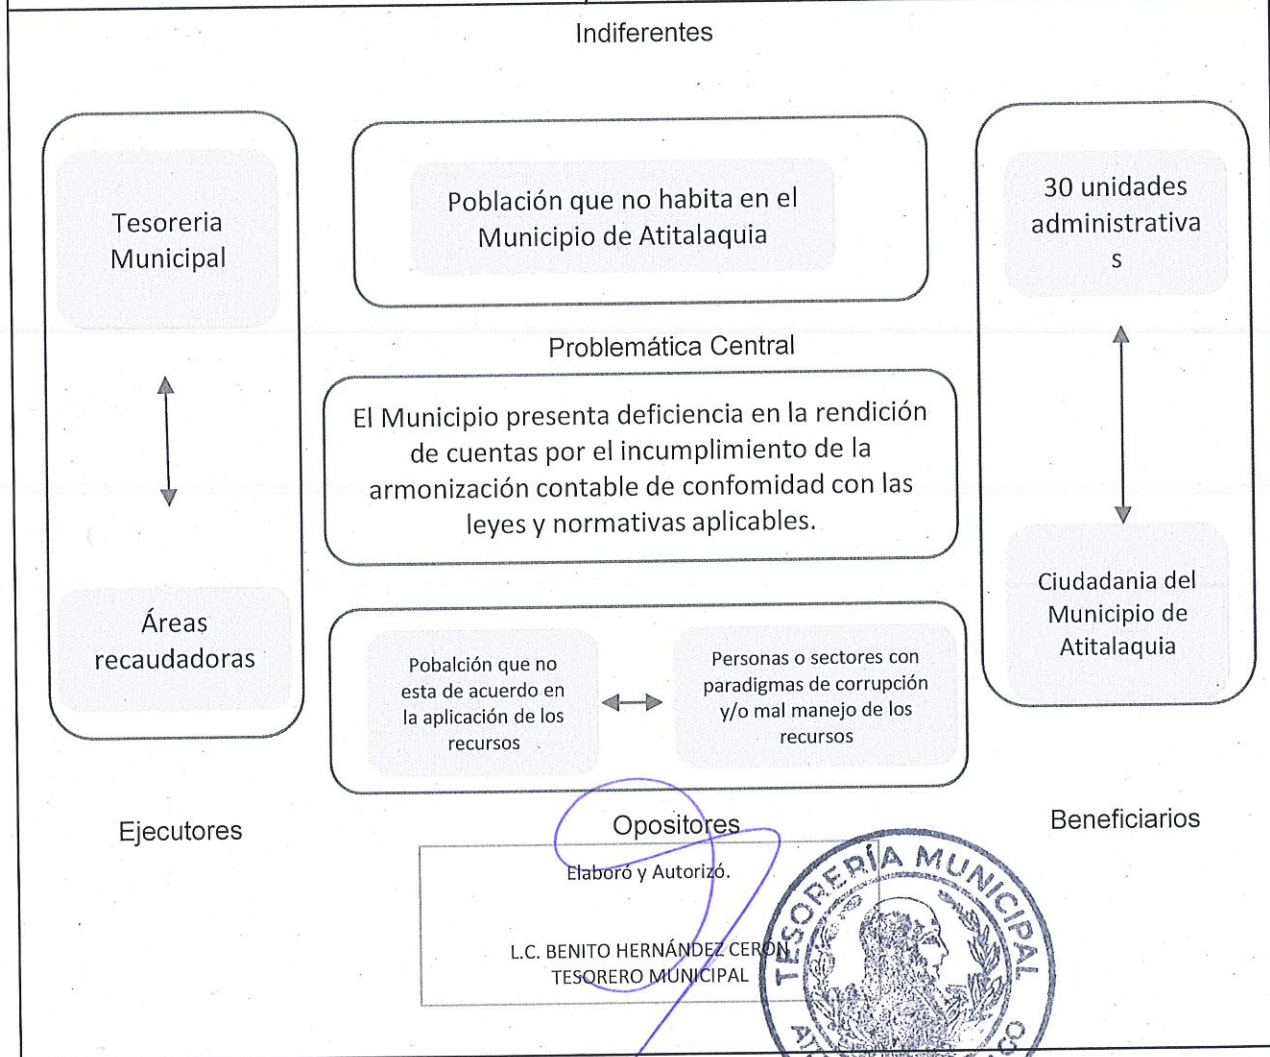 Indiferentes
Tesoreria
Municipal
Población que no habita en el
Municipio de Atitalaquia
30 unidades
administrativa
s
Problemática Central
El Municipio presenta deficiencia en la rendición
de cuentas por el incumplimiento de la
armonización contable de confomidad con las
leyes y normativas aplicables.
Áreas
recaudadoras
Pobalción que no
esta de acuerdo en
la aplicación de los
recursos
Personas o sectores con
paradigmas de corrupción
y/o mal manejo de los
recursos
Ciudadania del
Municipio de
Atitalaquia
Ejecutores
Opositores
Beneficiarios
Elaboró y Autorizó.
L.C. BENITO HERNÁNDEZ CERÓN
TESORERO MUNICIPAL
TESORERÍA MUNICIPAL